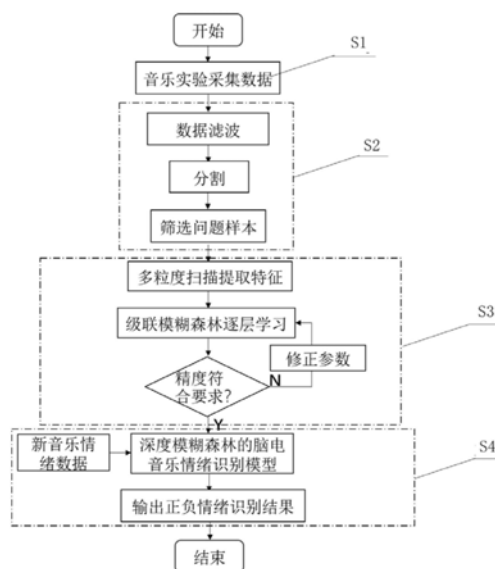 开始
S1
音乐实验采集数据
数据滤波
S2
分割
筛选问题样本
多粒度扫描提取特征
S3
级联模糊森林逐层学习
修正参数
精度符
合要求?
N
Y
新音乐情
绪数据
深度模糊森林的脑电
音乐情绪识别模型
S4
输出正负情绪识别结果
结束